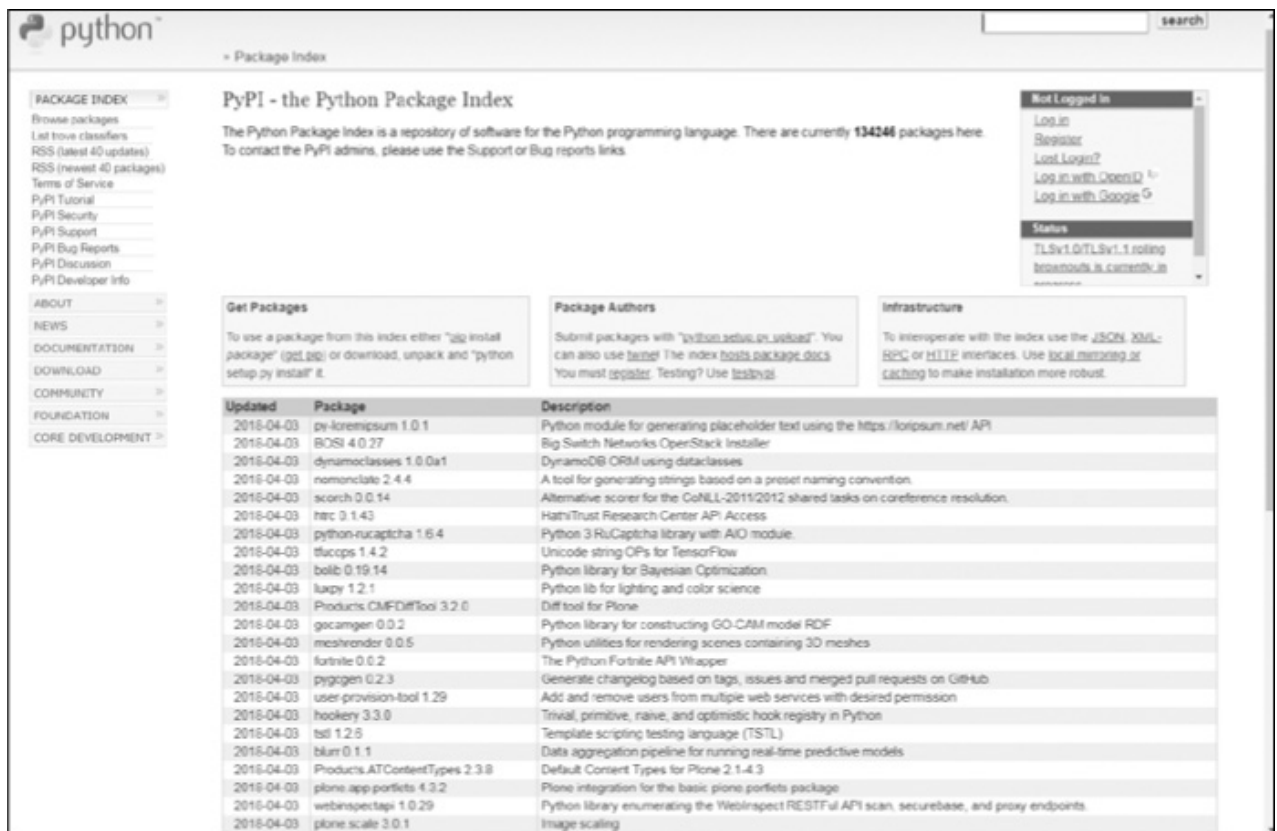 python™
search
» Package Index
PACKAGE INDEX »
Browse packages
List trove classifiers
RSS (latest 40 updates)
RSS (newest 40 packages)
Terms of Service
PyPI Tutorial
PyPI Security
PyPI Support
PyPI Bug Reports
PyPI Discussion
PyPI Developer Info
ABOUT »
NEWS »
DOCUMENTATION »
DOWNLOAD »
COMMUNITY »
FOUNDATION »
CORE DEVELOPMENT »
PyPI - the Python Package Index
The Python Package Index is a repository of software for the Python programming language. There are currently 134246 packages here.
To contact the PyPI admins, please use the Support or Bug reports links.
Not Logged In
Log in
Register
Lost Login?
Log in with OpenID
Log in with Google G
Status
TLSv1.0/TLSv1.1 rolling
brownouts is currently in
Get Packages
To use a package from this index either "pip install
package" (get pip) or download, unpack and "python
setup.py install" it.
Package Authors
Submit packages with "python setup.py upload". You
can also use twine! The index hosts package docs.
You must register. Testing? Use testpypi.
Infrastructure
To interoperate with the index use the JSON, XML-
RPC or HTTP interfaces. Use local mirroring or
caching to make installation more robust.
Updated Package Description
2018-04-03 py-loremipsum 1.0.1 Python module for generating placeholder text using the https://loripsum.net/ API
2018-04-03 BOSI 4.0.27 Big Switch Networks OpenStack Installer
2018-04-03 dynamoclasses 1.0.0a1 DynamoDB ORM using dataclasses
2018-04-03 nomenclate 2.4.4 A tool for generating strings based on a preset naming convention.
2018-04-03 scorch 0.0.14 Alternative scorer for the CoNLL-2011/2012 shared tasks on coreference resolution.
2018-04-03 htrc 0.1.43 HathiTrust Research Center API Access
2018-04-03 python-rucaptcha 1.6.4 Python 3 RuCaptcha library with AIO module.
2018-04-03 tfucops 1.4.2 Unicode string OPs for TensorFlow
2018-04-03 bolib 0.19.14 Python library for Bayesian Optimization
2018-04-03 luxpy 1.2.1 Python lib for lighting and color science
2018-04-03 Products.CMFDiffTool 3.2.0 Diff tool for Plone
2018-04-03 gocamgen 0.0.2 Python library for constructing GO-CAM model RDF
2018-04-03 meshrender 0.0.5 Python utilities for rendering scenes containing 3D meshes
2018-04-03 fortnite 0.0.2 The Python Fortnite API Wrapper
2018-04-03 pygcgen 0.2.3 Generate changelog based on tags, issues and merged pull requests on GitHub
2018-04-03 user-provision-tool 1.29 Add and remove users from multiple web services with desired permission
2018-04-03 hookery 3.3.0 Trivial, primitive, naive, and optimistic hook registry in Python
2018-04-03 tstl 1.2.6 Template scripting testing language (TSTL)
2018-04-03 blurr 0.1.1 Data aggregation pipeline for running real-time predictive models
2018-04-03 Products.ATContentTypes 2.3.8 Default Content Types for Plone 2.1-4.3
2018-04-03 plone.app.portlets 4.3.2 Plone integration for the basic plone.portlets package
2018-04-03 webinspectapi 1.0.29 Python library enumerating the WebInspect RESTFul API scan, securebase, and proxy endpoints.
2018-04-03 plone.scale 3.0.1 Image scaling